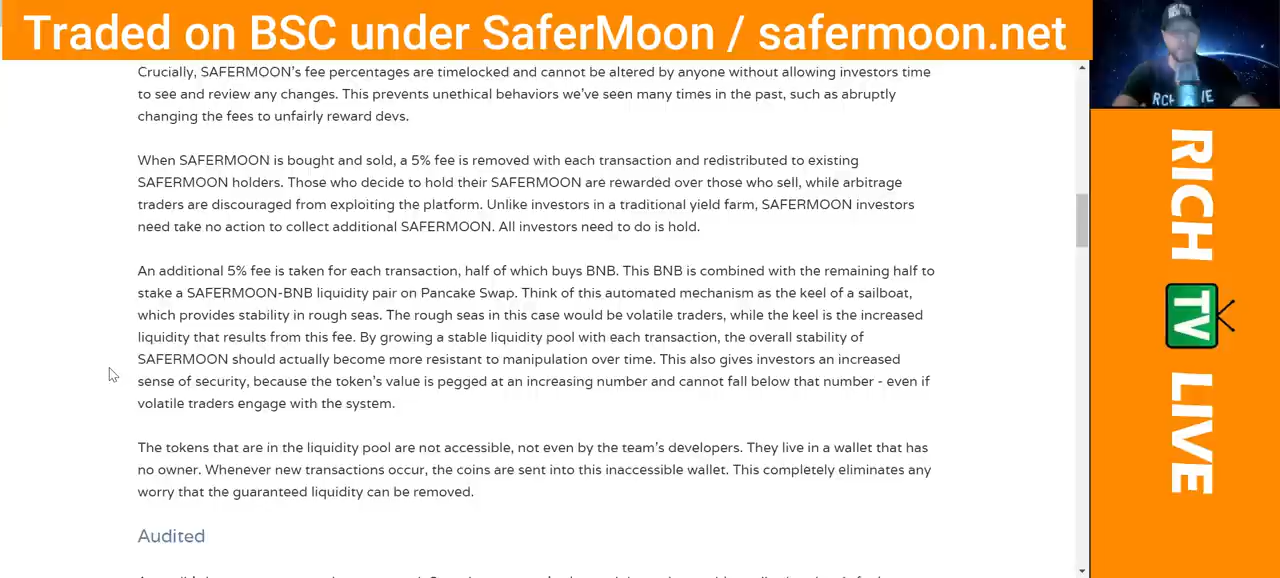 Traded on BSC under SaferMoon / safermoon.net
Crucially, SAFERMOON's fee percentages are timelocked and cannot be altered by anyone without allowing investors time
to see and review any changes. This prevents unethical behaviors we've seen many times in the past, such as abruptly
changing the fees to unfairly reward devs.
When SAFERMOON is bought and sold, a 5% fee is removed with each transaction and redistributed to existing
SAFERMOON holders. Those who decide to hold their SAFERMOON are rewarded over those who sell, while arbitrage
traders are discouraged from exploiting the platform. Unlike investors in a traditional yield farm, SAFERMOON investors
need take no action to collect additional SAFERMOON. All investors need to do is hold.
An additional 5% fee is taken for each transaction, half of which buys BNB. This BNB is combined with the remaining half to
stake a SAFERMOON-BNB liquidity pair on Pancake Swap. Think of this automated mechanism as the keel of a sailboat,
which provides stability in rough seas. The rough seas in this case would be volatile traders, while the keel is the increased
liquidity that results from this fee. By growing a stable liquidity pool with each transaction, the overall stability of
SAFERMOON should actually become more resistant to manipulation over time. This also gives investors an increased
sense of security, because the token's value is pegged at an increasing number and cannot fall below that number - even if
volatile traders engage with the system.
The tokens that are in the liquidity pool are not accessible, not even by the team's developers. They live in a wallet that has
no owner. Whenever new transactions occur, the coins are sent into this inaccessible wallet. This completely eliminates any
worry that the guaranteed liquidity can be removed.
Audited
RICH
TV
LIVE